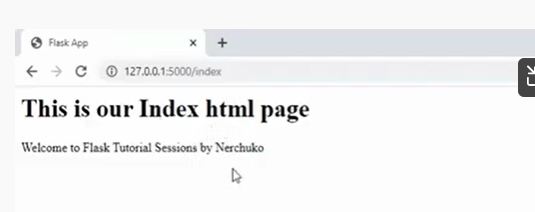 Flask App
127.0.0.1:5000/index
This is our Index html page
Welcome to Flask Tutorial Sessions by Nerchuko